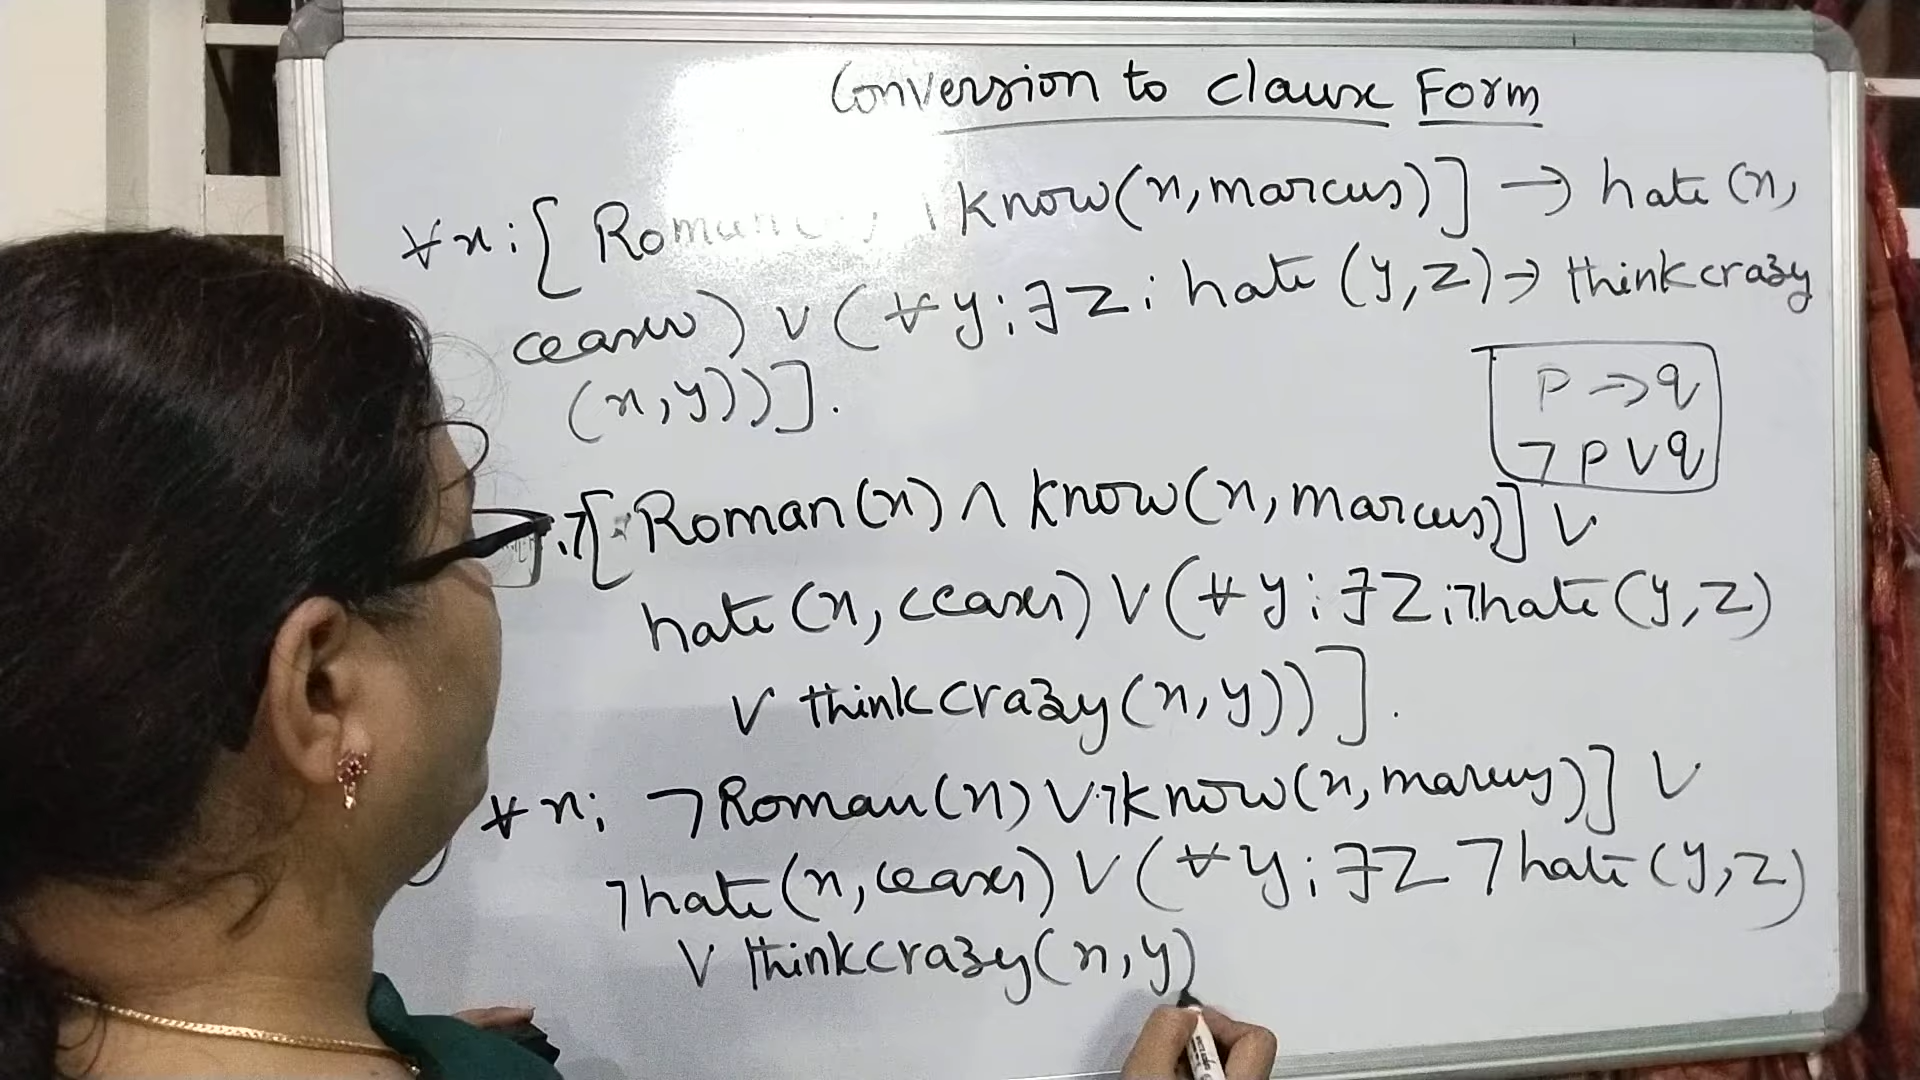 Conversion to clause Form
∀x: [ Roman know(x, marcus)] → hate (x,
ceaser) ∨ (∀y: ∃z: hate (y, z) → thinkcrazy
(x, y))].
P → q
¬P ∨ q
¬[ Roman(x) ∧ know(x, marcus)] ∨
hate (x, ceaser) ∨ (∀y: ∃z: ¬hate (y, z)
∨ thinkcrazy (x, y))].
∀x: ¬Roman(x) ∨ ¬know(x, marcus)] ∨
¬hate (x, ceaser) ∨ (∀y: ∃z ¬hate (y, z)
∨ thinkcrazy (x, y)